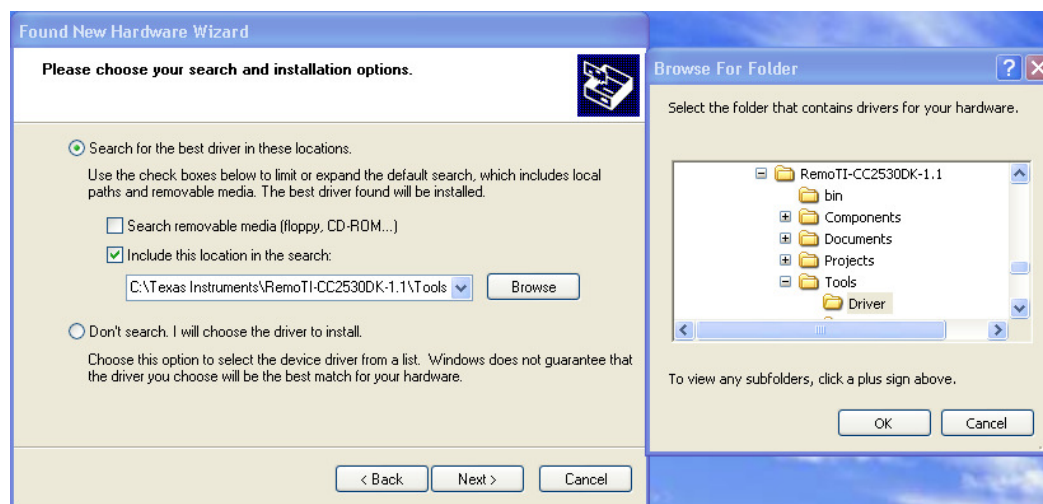 Found New Hardware Wizard
Please choose your search and installation options.
Search for the best driver in these locations.
Use the check boxes below to limit or expand the default search, which includes local
paths and removable media. The best driver found will be installed.
Search removable media (floppy, CD-ROM...)
Include this location in the search:
C:\Texas Instruments\RemoTI-CC2530DK-1.1\Tools
Browse
Don't search. I will choose the driver to install.
Choose this option to select the device driver from a list. Windows does not guarantee that
the driver you choose will be the best match for your hardware.
< Back
Next >
Cancel
Browse For Folder
Select the folder that contains drivers for your hardware.
RemoTI-CC2530DK-1.1
bin
Components
Documents
Projects
Tools
Driver
To view any subfolders, click a plus sign above.
OK
Cancel